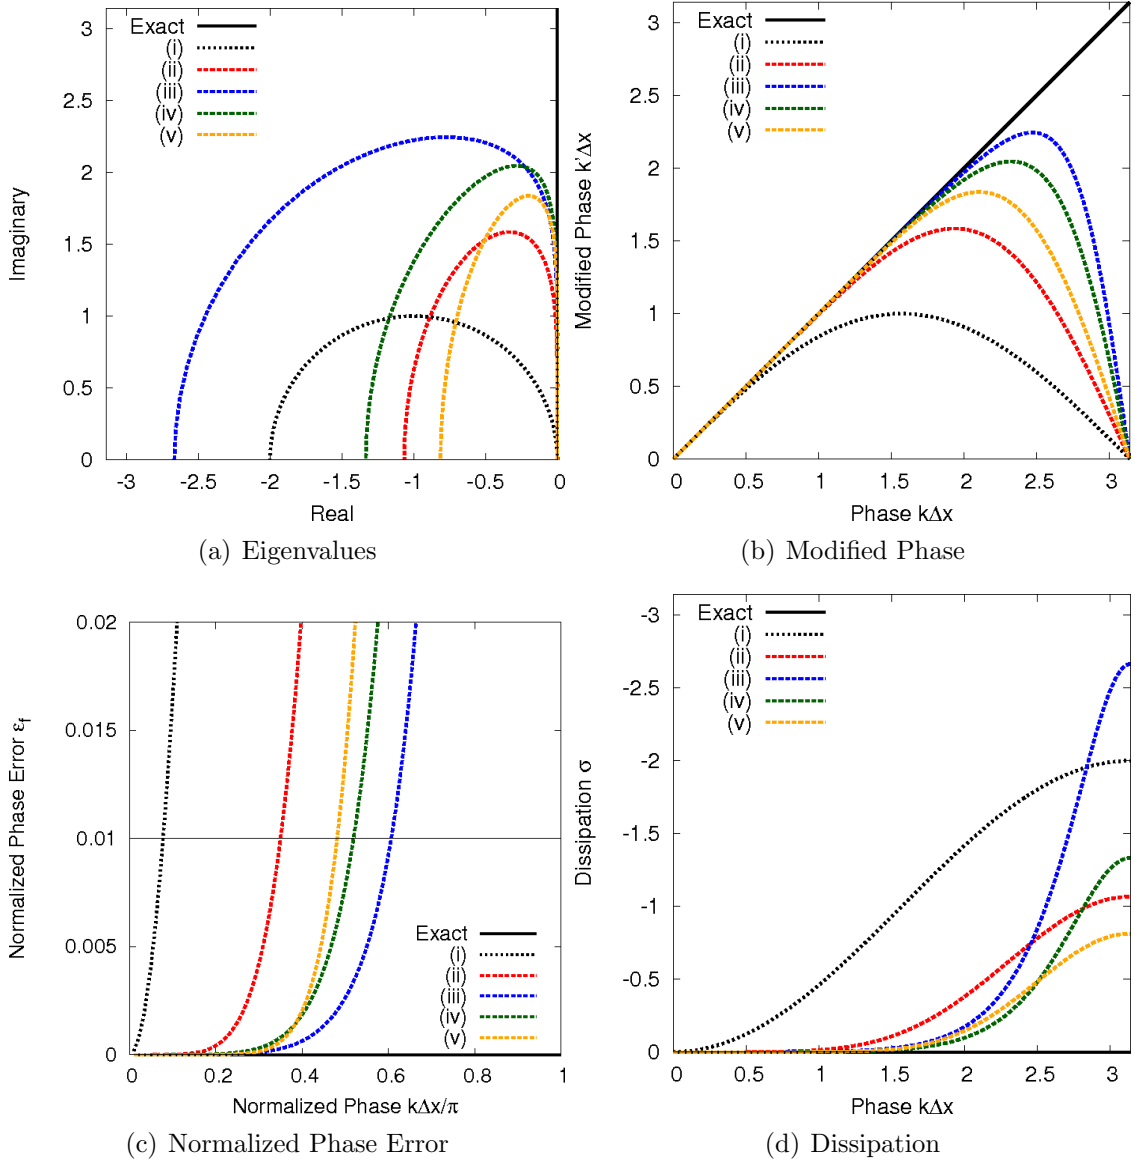 Exact
(i)
(ii)
(iii)
(iv)
(v)
3
2.5
2
1.5
1
0.5
0
-3
-2.5
-2
-1.5
-1
-0.5
0
Imaginary
Real
(a) Eigenvalues
Exact
(i)
(ii)
(iii)
(iv)
(v)
3
2.5
2
1.5
1
0.5
0
0
0.5
1
1.5
2
2.5
3
Modified Phase k'Δx
Phase kΔx
(b) Modified Phase
0.02
0.015
0.01
0.005
0
0
0.2
0.4
0.6
0.8
1
Exact
(i)
(ii)
(iii)
(iv)
(v)
Normalized Phase Error ε_f
Normalized Phase kΔx/π
(c) Normalized Phase Error
Exact
(i)
(ii)
(iii)
(iv)
(v)
-3
-2.5
-2
-1.5
-1
-0.5
0
0
0.5
1
1.5
2
2.5
3
Dissipation σ
Phase kΔx
(d) Dissipation